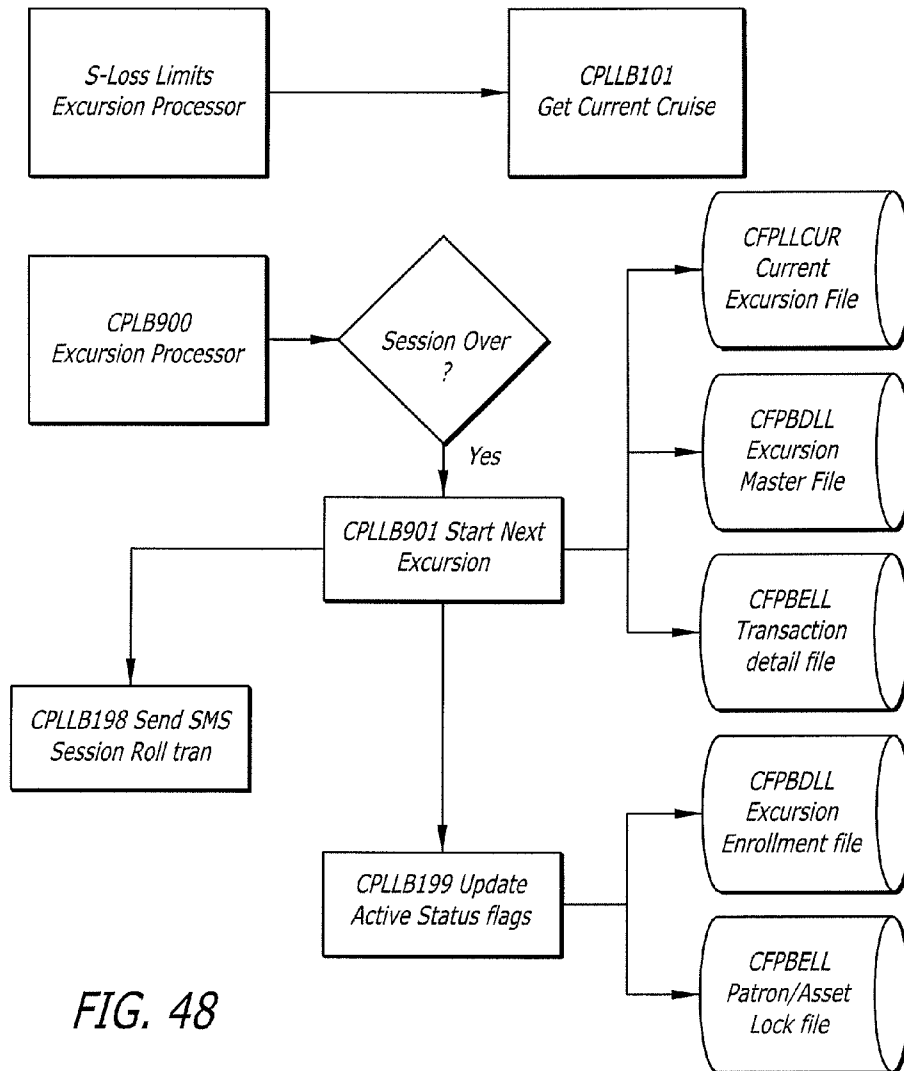 S-Loss Limits
Excursion Processor
CPLLB101
Get Current Cruise
CPLB900
Excursion Processor
Session Over
?
Yes
CFPLLCUR
Current
Excursion File
CFPBDLL
Excursion
Master File
CPLLB901 Start Next
Excursion
CFPBELL
Transaction
detail file
CPLLB198 Send SMS
Session Roll tran
CFPBDLL
Excursion
Enrollment file
CPLLB199 Update
Active Status flags
CFPBELL
Patron/Asset
Lock file
FIG. 48